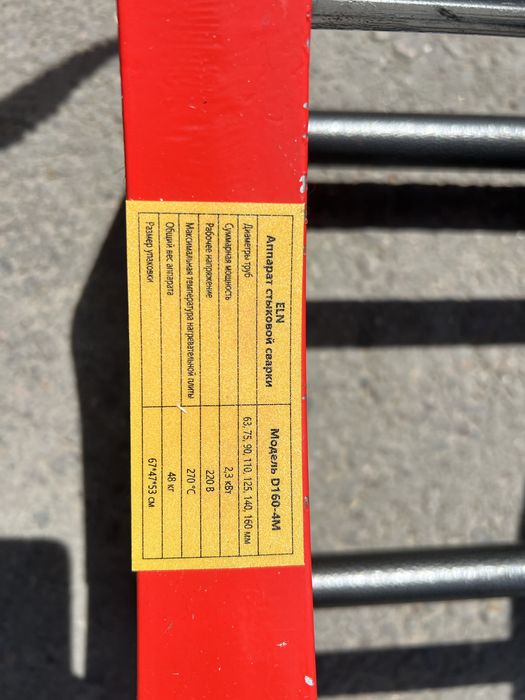 ELN
Аппарат стыковой сварки
Модель D160-4М
Диаметры труб 63, 75, 90, 110, 125, 140, 160 мм
Суммарная мощность 2,3 кВт
Рабочее напряжение 220 В
Максимальная температура нагревательной плиты 270 °С
Общий вес аппарата 48 кг
Размер упаковки 67*47*53 см